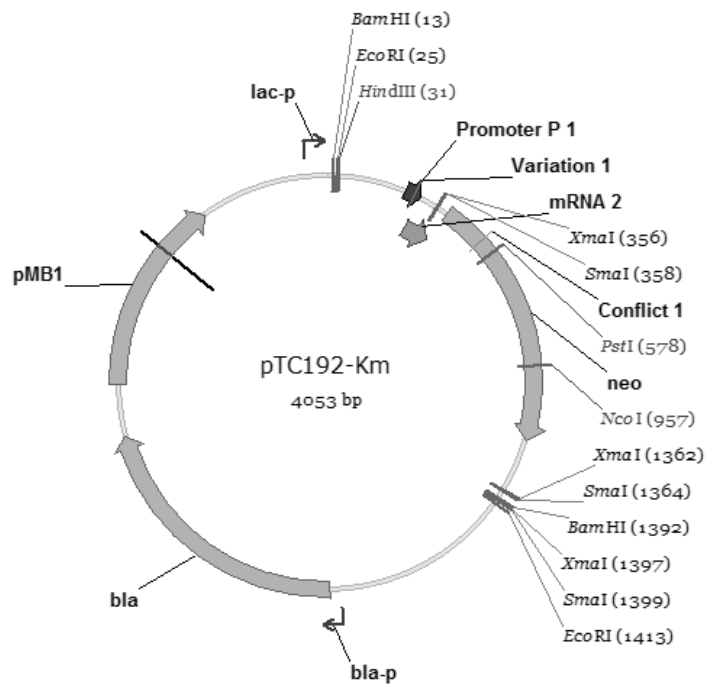 BamHI (13)
EcoRI (25)
HindIII (31)
lac-p
Promoter P 1
Variation 1
mRNA 2
XmaI (356)
SmaI (358)
Conflict 1
PstI (578)
neo
NcoI (957)
XmaI (1362)
SmaI (1364)
BamHI (1392)
XmaI (1397)
SmaI (1399)
EcoRI (1413)
bla-p
bla
pMB1
pTC192-Km
4053 bp